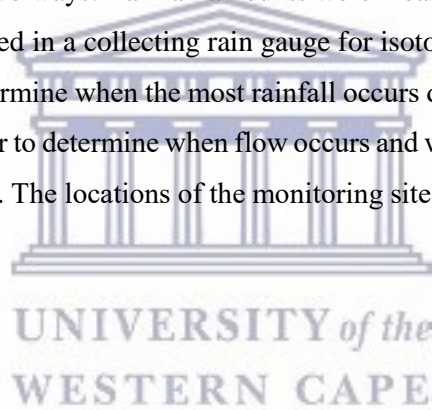 ed in a collecting rain gauge for isoto
ermine when the most rainfall occurs
r to determine when flow occurs and w
. The locations of the monitoring site
UNIVERSITY of the
WESTERN CAPE